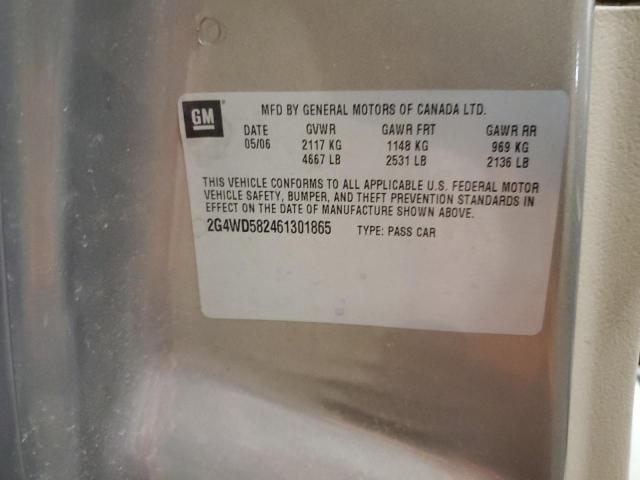 GM
MFD BY GENERAL MOTORS OF CANADA LTD.
DATE GVWR GAWR FRT GAWR RR
05/06 2117 KG 1148 KG 969 KG
4667 LB 2531 LB 2136 LB
THIS VEHICLE CONFORMS TO ALL APPLICABLE U.S. FEDERAL MOTOR
VEHICLE SAFETY, BUMPER, AND THEFT PREVENTION STANDARDS IN
EFFECT ON THE DATE OF MANUFACTURE SHOWN ABOVE.
2G4WD582461301865 TYPE: PASS CAR